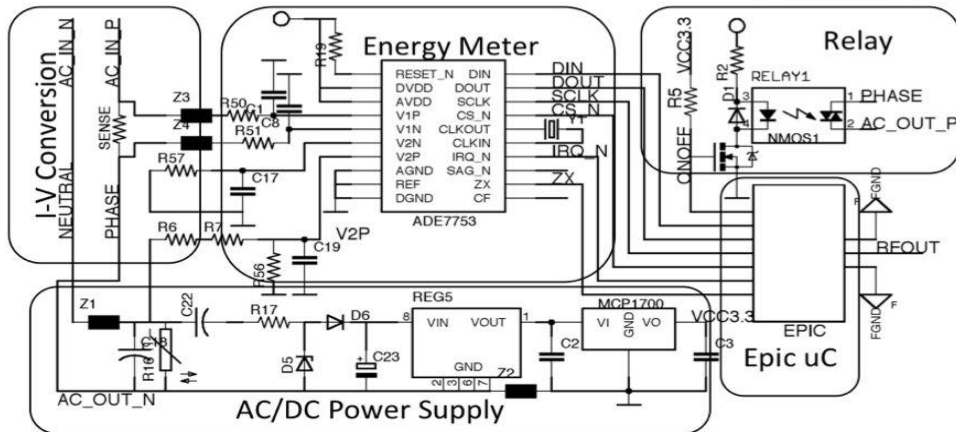 I-V Conversion
AC_IN_N
AC_IN_P
SENSE
NEUTRAL
PHASE
Z3
Z4
R57
R6
R7
Energy Meter
R19
R50
C1
C8
R51
C17
V2P
R56
C19
RESET_N
DVDD
AVDD
V1P
V1N
V2N
V2P
AGND
REF
DGND
DIN
DOUT
SCLK
CS_N
CLKOUT
CLKIN
IRQ_N
SAG_N
ZX
CF
ADE7753
DIN
DOUT
SCLK
CS_N
Y1
IRQ_N
ZX
Relay
VCC3.3
R2
R5
D1
RELAY1
3
4
1
2
PHASE
AC_OUT_P
NMOS1
ONOFF
FGND
F
RFOUT
F
FGND
EPIC
Epic uC
Z1
C22
R17
D6
D5
C23
C18
R16
AC_OUT_N
REG5
8
VIN
VOUT
1
GND
2
3
6
7
Z2
C2
MCP1700
VI
GND
VO
VCC3.3
C3
AC/DC Power Supply